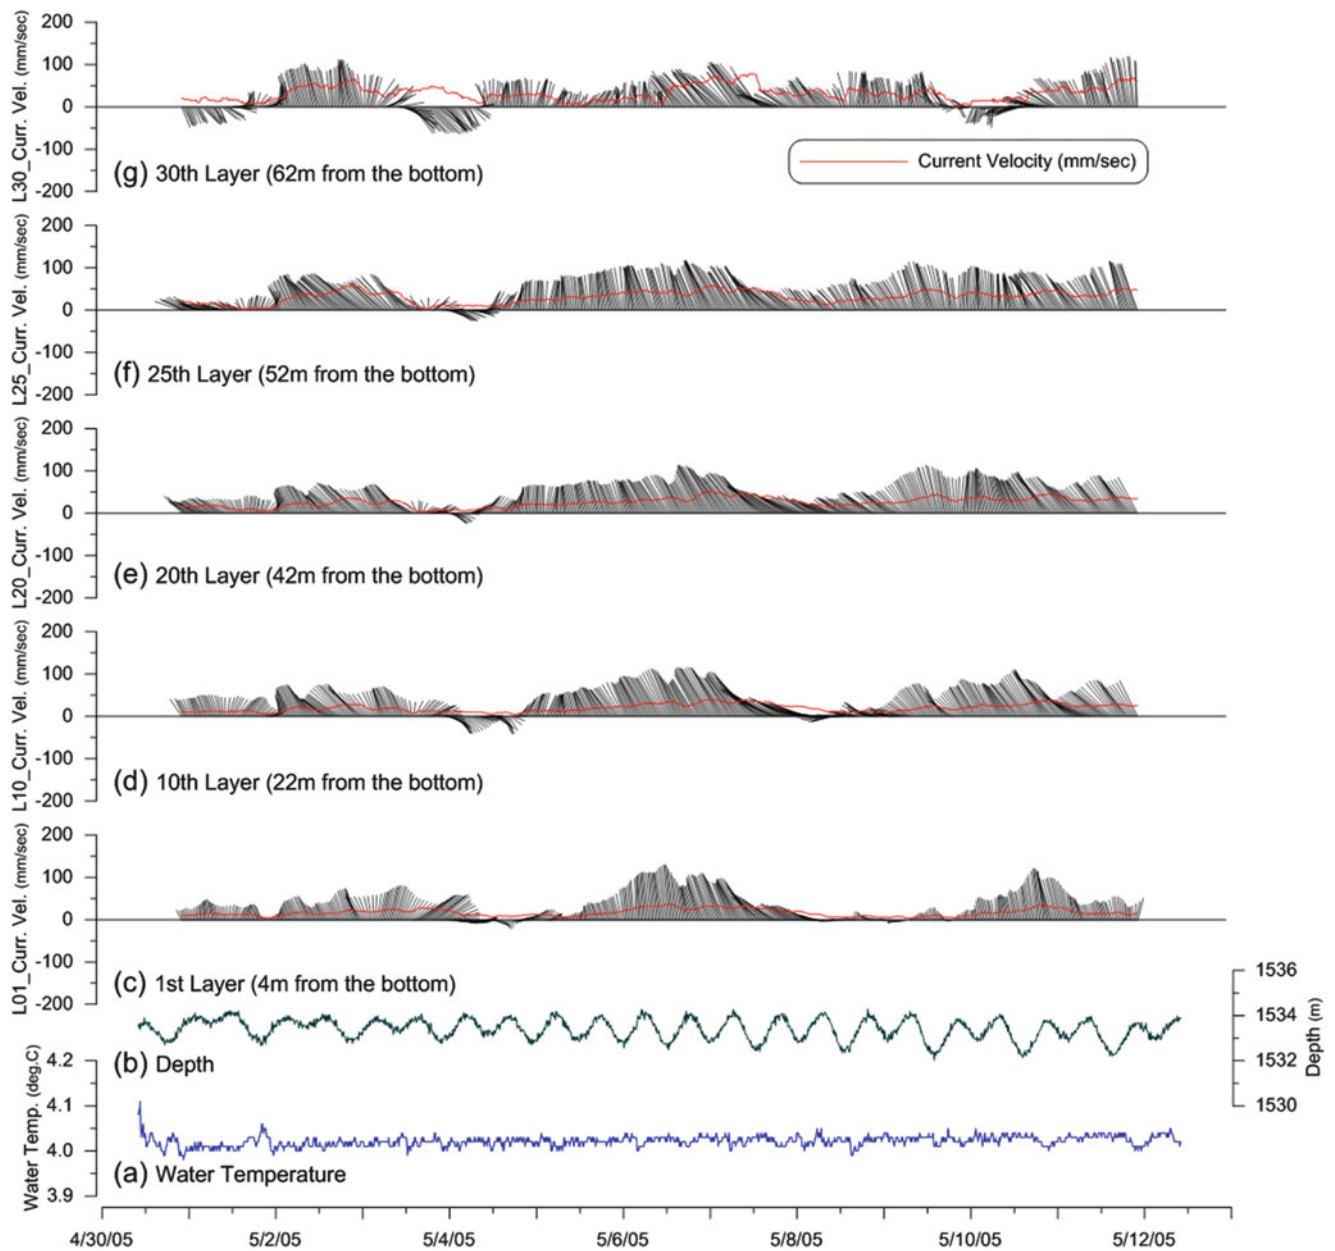 200
100
0
-100
-200
L30_Curr. Vel. (mm/sec)
Current Velocity (mm/sec)
(g) 30th Layer (62m from the bottom)
200
100
0
-100
-200
L25_Curr. Vel. (mm/sec)
(f) 25th Layer (52m from the bottom)
200
100
0
-100
-200
L20_Curr. Vel. (mm/sec)
(e) 20th Layer (42m from the bottom)
200
100
0
-100
-200
L10_Curr. Vel. (mm/sec)
(d) 10th Layer (22m from the bottom)
200
100
0
-100
-200
L01_Curr. Vel. (mm/sec)
(c) 1st Layer (4m from the bottom)
1536
1534
1532
1530
Depth (m)
(b) Depth
4.2
4.1
4.0
3.9
Water Temp. (deg.C)
(a) Water Temperature
4/30/05 5/2/05 5/4/05 5/6/05 5/8/05 5/10/05 5/12/05